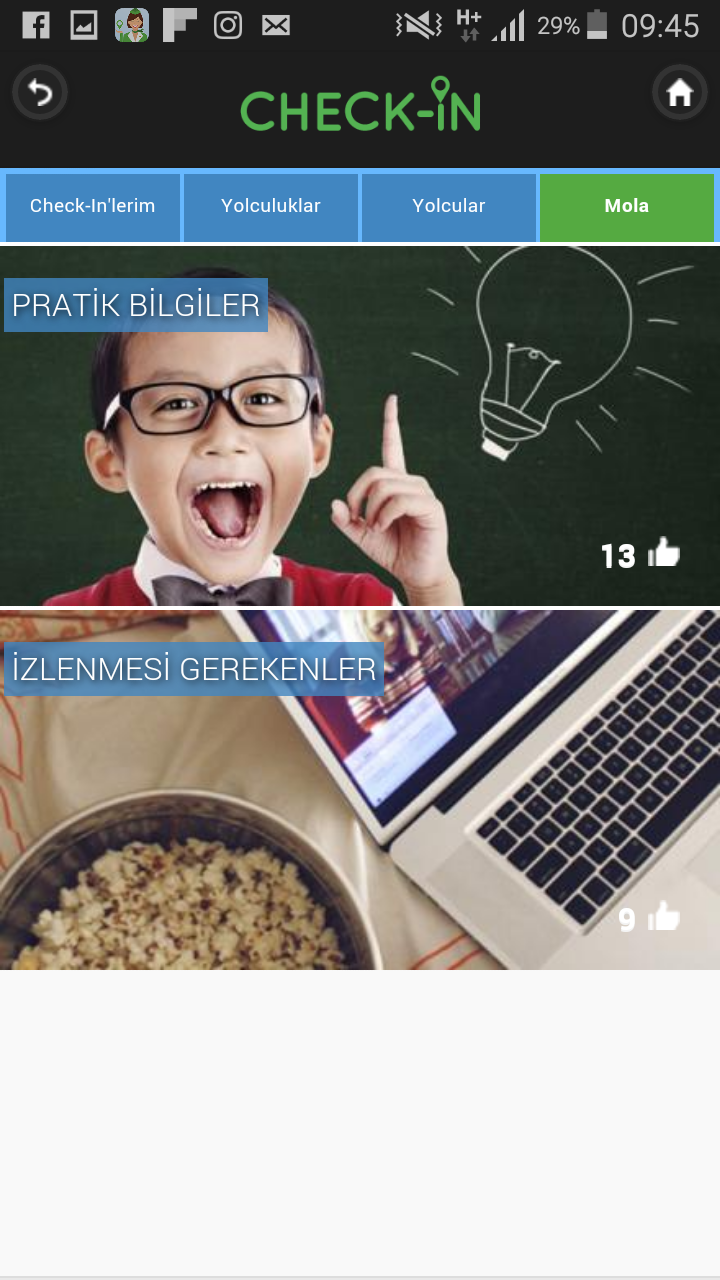 H+
29%
09:45
CHECK-iN
Check-In'lerim
Yolculuklar
Yolcular
Mola
PRATİK BİLGİLER
13
İZLENMESİ GEREKENLER
9